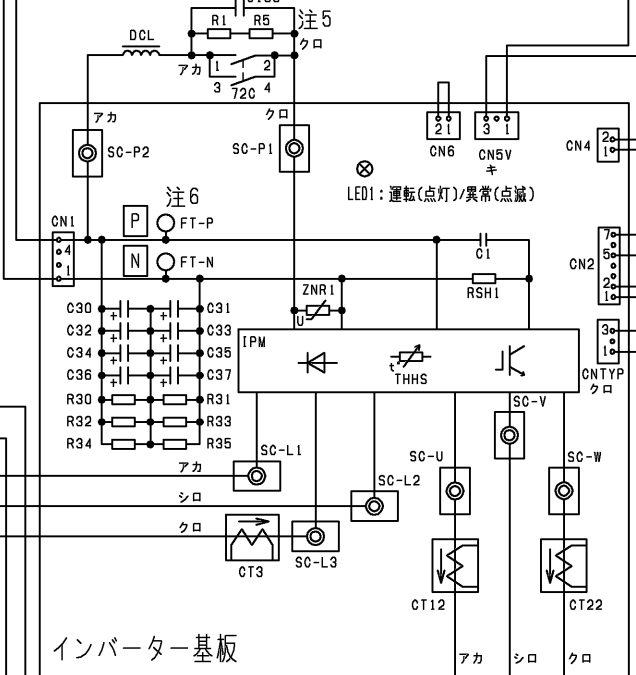 注5
R1 R5
クロ
DCL
アカ
1 2
3 4
72C
アカ
クロ
SC-P2
SC-P1
2 1
CN6
3 1
CN5V
キ
CN4
2
1
LED1：運転(点灯)/異常(点滅)
注6
CN1
P
FT-P
4
1
N
FT-N
C1
RSH1
7
5
CN2
2
1
ZNR1
U
C30 + + C31
C32 + + C33
C34 + + C35
C36 + + C37
R30 R31
R32 R33
R34 R35
IPM
t°
THHS
3
1
CNTYP
クロ
SC-V
SC-L1
アカ
SC-L2
シロ
クロ
SC-L3
CT3
SC-U
SC-W
CT12
CT22
インバーター基板
アカ
シロ
クロ